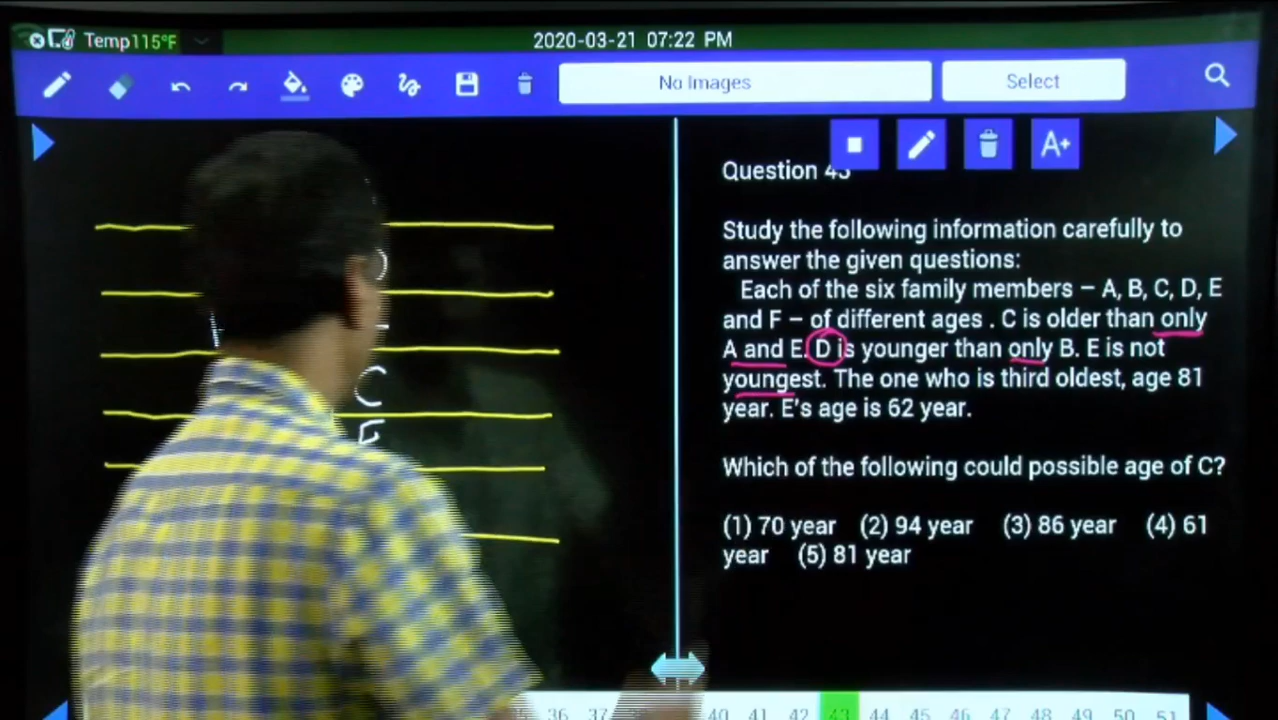 Temp115°F
2020-03-21 07:22 PM
No Images
Select
A+
Question 43
Study the following information carefully to
answer the given questions:
Each of the six family members – A, B, C, D, E
and F – of different ages . C is older than only
A and E. D is younger than only B. E is not
youngest. The one who is third oldest, age 81
year. E's age is 62 year.
Which of the following could possible age of C?
(1) 70 year (2) 94 year (3) 86 year (4) 61
year (5) 81 year
C
E
36 37 40 41 42 43 44 45 46 47 48 49 50 51